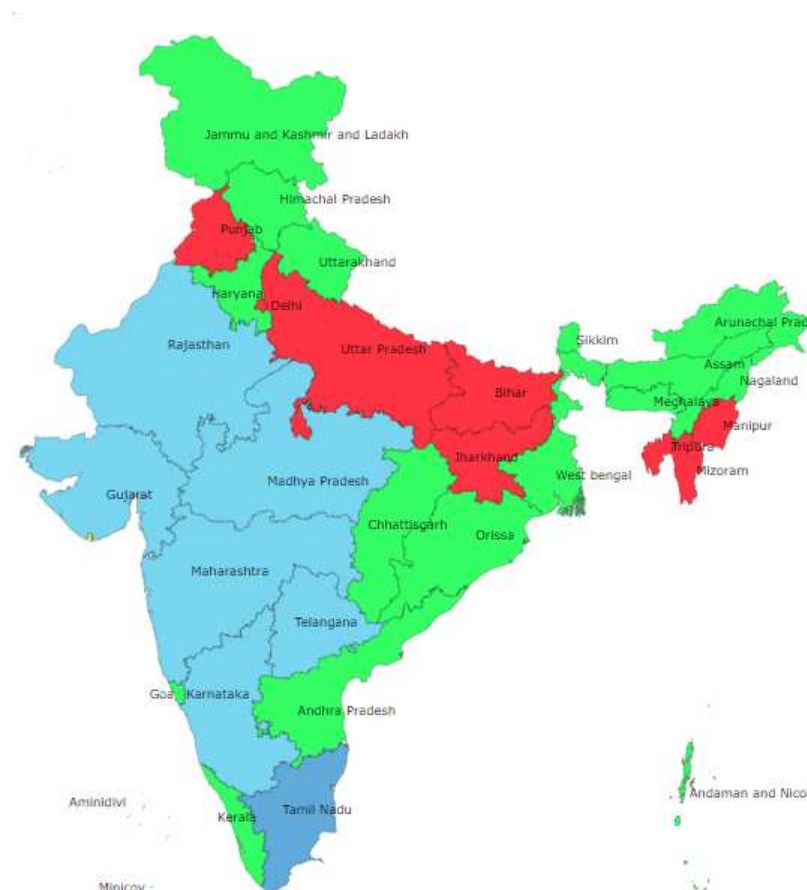 Jammu and Kashmir and Ladakh
Himachal Pradesh
Punjab
Uttarakhand
Haryana
Delhi
Arunachal Prad
Sikkim
Rajasthan
Uttar Pradesh
Assam
Nagaland
Bihar
Meghalaya
Manipur
Tripura
Jharkhand
Mizoram
West bengal
Madhya Pradesh
Gujarat
Chhattisgarh
Orissa
Maharashtra
Telangana
Goa
Karnataka
Andhra Pradesh
Andaman and Nico
Aminidivi
Kerala
Tamil Nadu
Minicoy